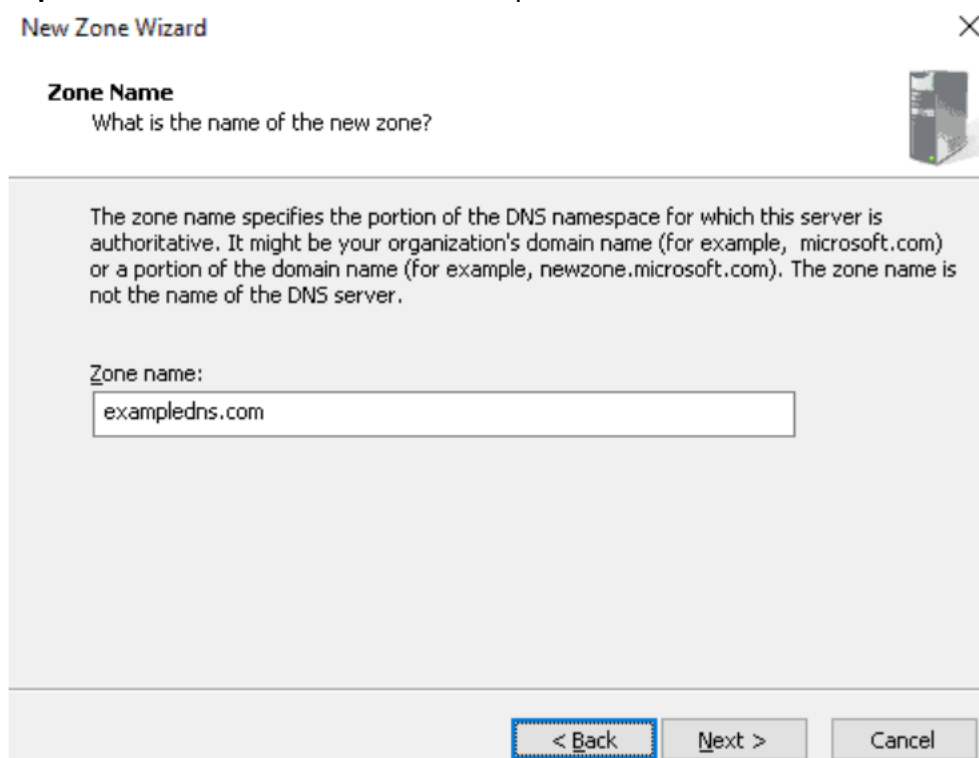 New Zone Wizard
Zone Name
What is the name of the new zone?
The zone name specifies the portion of the DNS namespace for which this server is
authoritative. It might be your organization's domain name (for example, microsoft.com)
or a portion of the domain name (for example, newzone.microsoft.com). The zone name is
not the name of the DNS server.
Zone name:
exampledns.com
< Back Next > Cancel